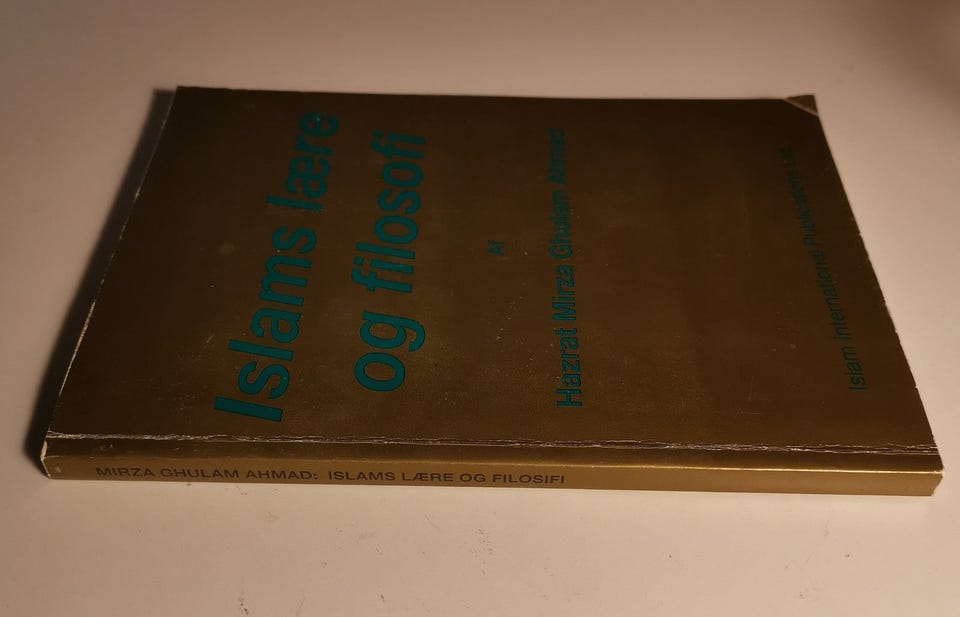 Islams lære
og filosofi
Af
Hazrat Mirza Ghulam Ahmad
Islam International Publications Ltd.
MIRZA GHULAM AHMAD: ISLAMS LÆRE OG FILOSIFI